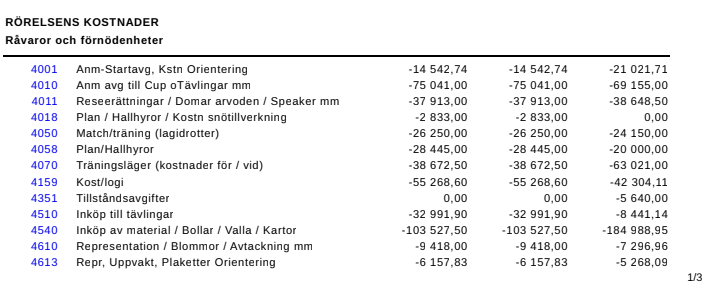 RÖRELSENS KOSTNADER
Råvaror och förnödenheter
4001 Anm-Startavg, Kstn Orientering -14 542,74 -14 542,74 -21 021,71
4010 Anm avg till Cup oTävlingar mm -75 041,00 -75 041,00 -69 155,00
4011 Reseerättningar / Domar arvoden / Speaker mm -37 913,00 -37 913,00 -38 648,50
4018 Plan / Hallhyror / Kostn snötillverkning -2 833,00 -2 833,00 0,00
4050 Match/träning (lagidrotter) -26 250,00 -26 250,00 -24 150,00
4058 Plan/Hallhyror -28 445,00 -28 445,00 -20 000,00
4070 Träningsläger (kostnader för / vid) -38 672,50 -38 672,50 -63 021,00
4159 Kost/logi -55 268,60 -55 268,60 -42 304,11
4351 Tillståndsavgifter 0,00 0,00 -5 640,00
4510 Inköp till tävlingar -32 991,90 -32 991,90 -8 441,14
4540 Inköp av material / Bollar / Valla / Kartor -103 527,50 -103 527,50 -184 988,95
4610 Representation / Blommor / Avtackning mm -9 418,00 -9 418,00 -7 296,96
4613 Repr, Uppvakt, Plaketter Orientering -6 157,83 -6 157,83 -5 268,09
1/3